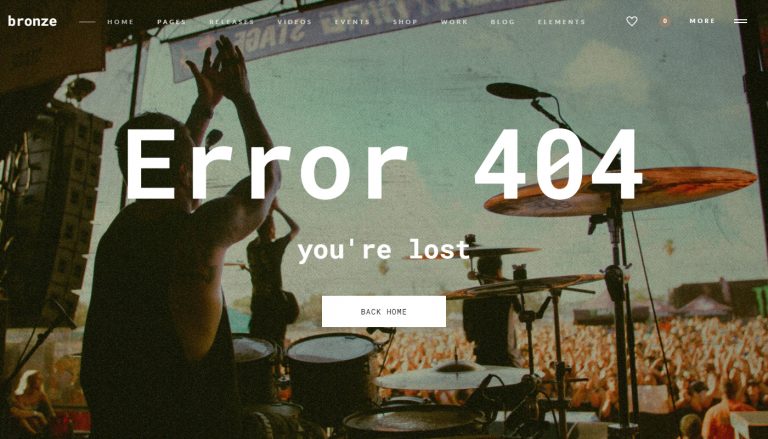 bronze
HOME PAGES RELEASES VIDEOS EVENTS SHOP WORK BLOG ELEMENTS 0 MORE
STAGE
Error 404
you're lost
BACK HOME